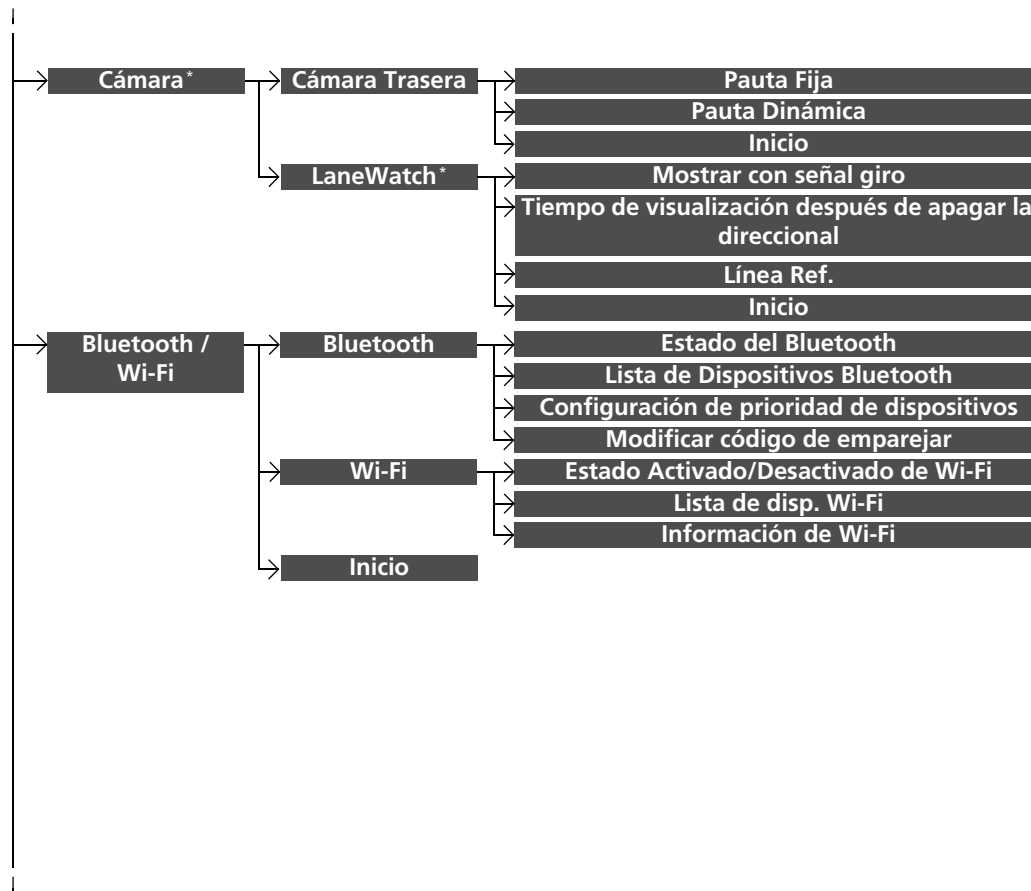 Cámara*
Cámara Trasera
Pauta Fija
Pauta Dinámica
Inicio
LaneWatch*
Mostrar con señal giro
Tiempo de visualización después de apagar la
direccional
Línea Ref.
Inicio
Bluetooth /
Wi-Fi
Bluetooth
Estado del Bluetooth
Lista de Dispositivos Bluetooth
Configuración de prioridad de dispositivos
Modificar código de emparejar
Wi-Fi
Estado Activado/Desactivado de Wi-Fi
Lista de disp. Wi-Fi
Información de Wi-Fi
Inicio